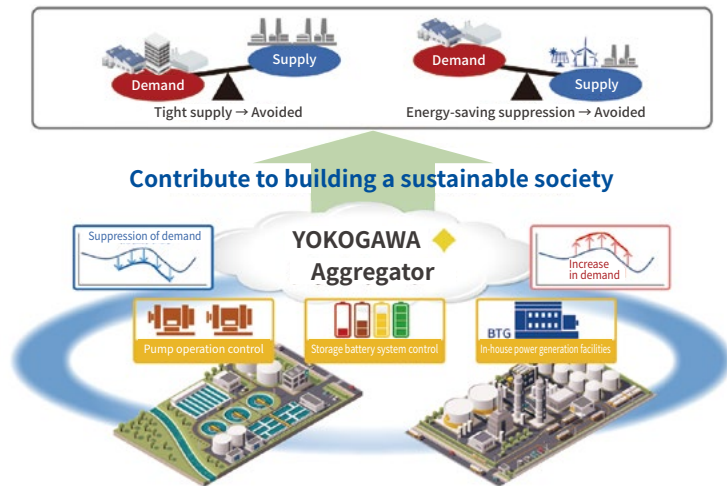 Demand
Supply
Tight supply → Avoided
Demand
Supply
Energy-saving suppression → Avoided
Contribute to building a sustainable society
Suppression of demand
YOKOGAWA
Aggregator
Increase
in demand
Pump operation control
Storage battery system control
BTG
In-house power generation facilities